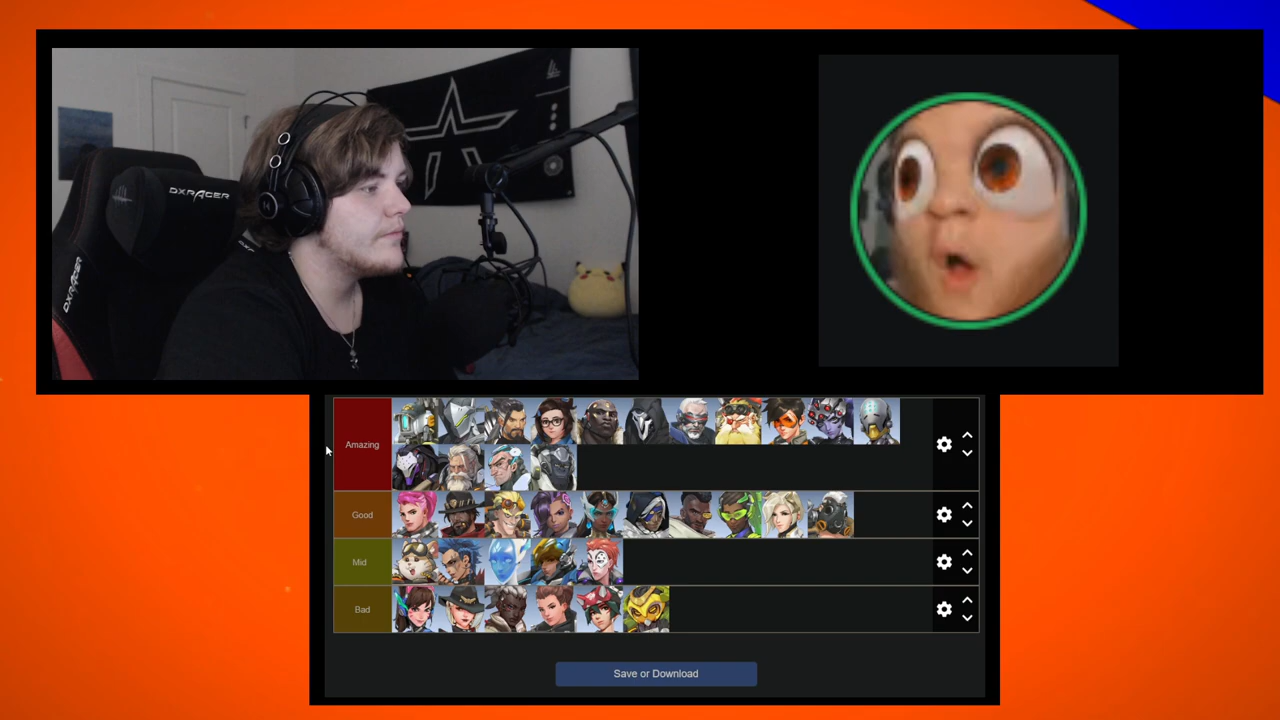 DXRACER
DXRACER
Amazing
Good
Mid
Bad
Save or Download